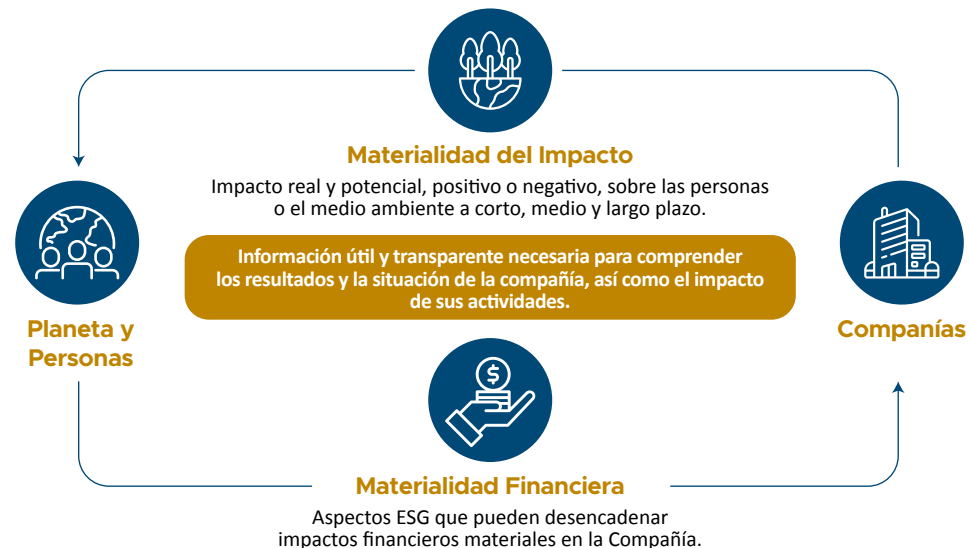 Materialidad del Impacto
Impacto real y potencial, positivo o negativo, sobre las personas
o el medio ambiente a corto, medio y largo plazo.
Información útil y transparente necesaria para comprender
los resultados y la situación de la compañía, así como el impacto
de sus actividades.
Planeta y
Personas
Companías
$
Materialidad Financiera
Aspectos ESG que pueden desencadenar
impactos financieros materiales en la Compañía.